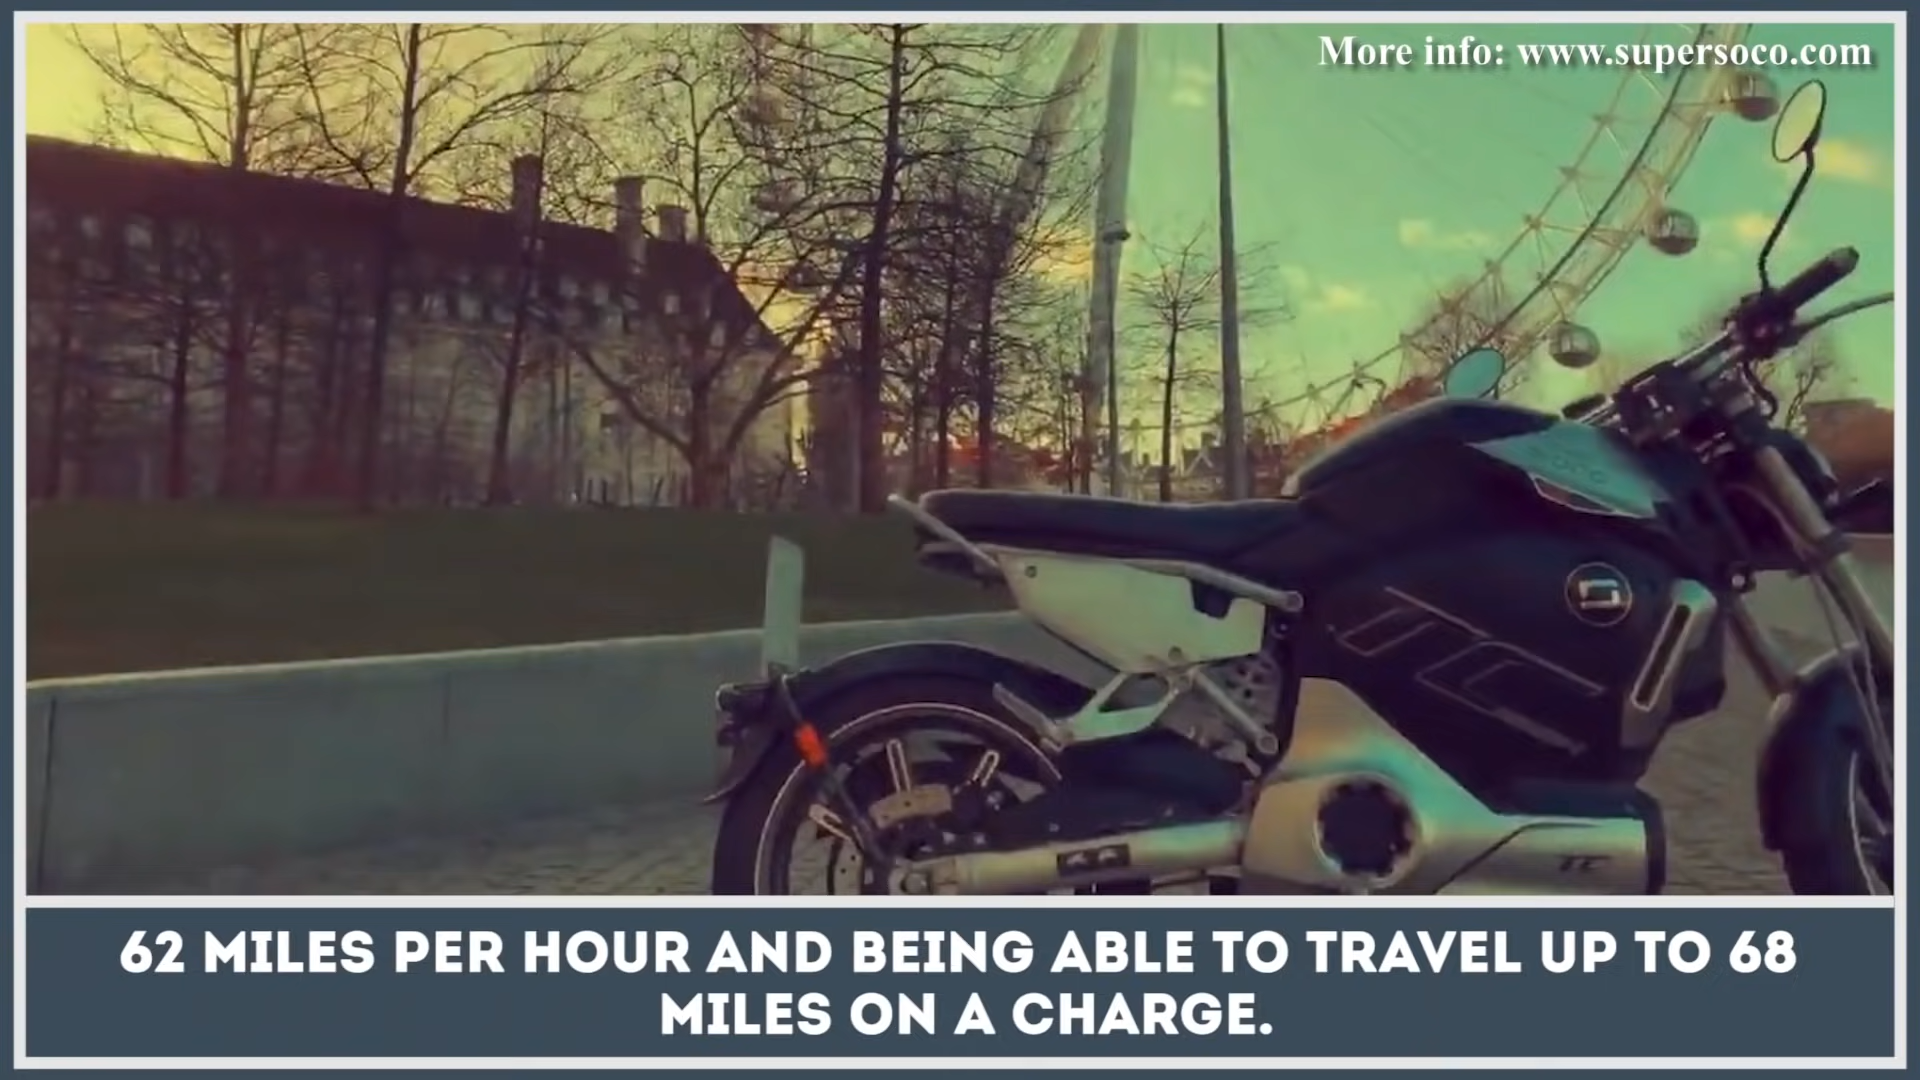 More info: www.supersoco.com
TC
62 MILES PER HOUR AND BEING ABLE TO TRAVEL UP TO 68
MILES ON A CHARGE.